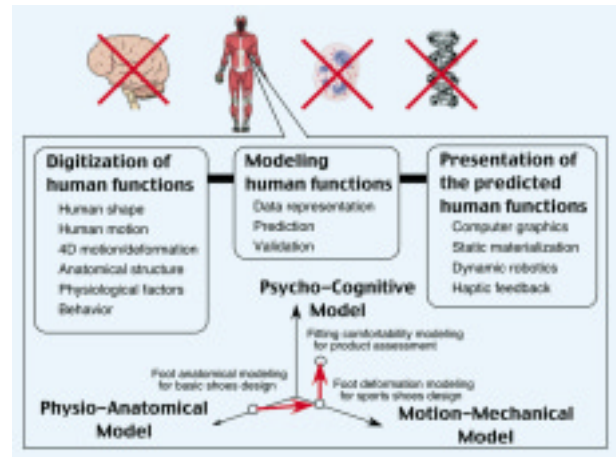 Digitization of
human functions
Human shape
Human motion
4D motion/deformation
Anatomical structure
Physiological factors
Behavior
Modeling
human functions
Data representation
Prediction
Validation
Presentation of
the predicted
human functions
Computer graphics
Static materialization
Dynamic robotics
Haptic feedback
Psycho-Cognitive
Model
Fitting comfortability modeling
for product assessment
Foot anatomical modeling
for basic shoes design
Foot deformation modeling
for sports shoes design
Physio-Anatomical
Model
Motion-Mechanical
Model